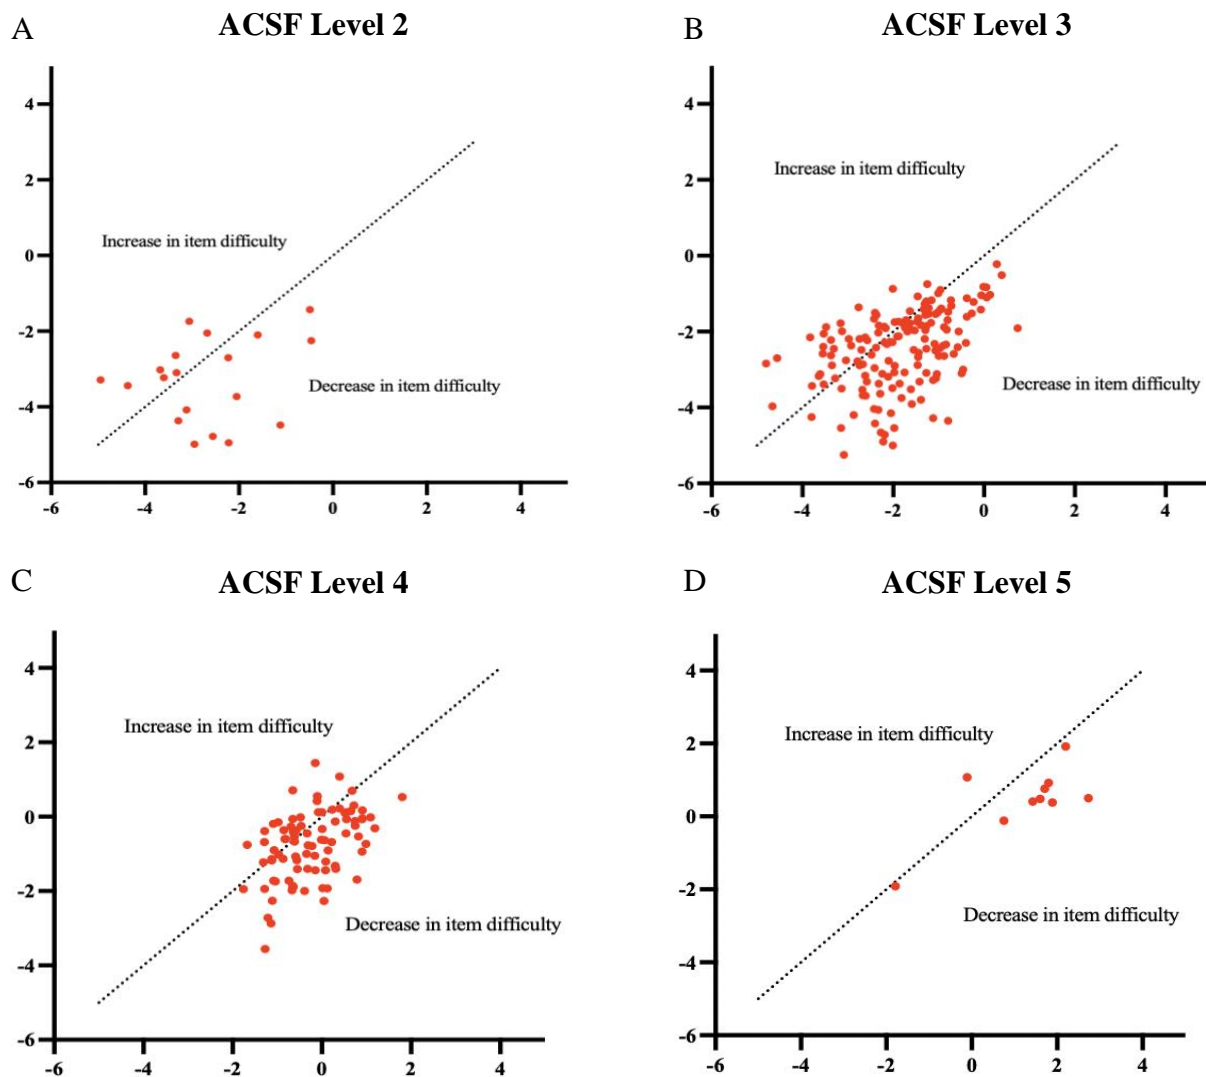 A
ACSF Level 2
4
2
0
-2
-4
-6
Increase in item difficulty
Decrease in item difficulty
-6 -4 -2 0 2 4
B
ACSF Level 3
4
2
0
-2
-4
-6
Increase in item difficulty
Decrease in item difficulty
-6 -4 -2 0 2 4
C
ACSF Level 4
4
2
0
-2
-4
-6
Increase in item difficulty
Decrease in item difficulty
-6 -4 -2 0 2 4
D
ACSF Level 5
4
2
0
-2
-4
-6
Increase in item difficulty
Decrease in item difficulty
-6 -4 -2 0 2 4